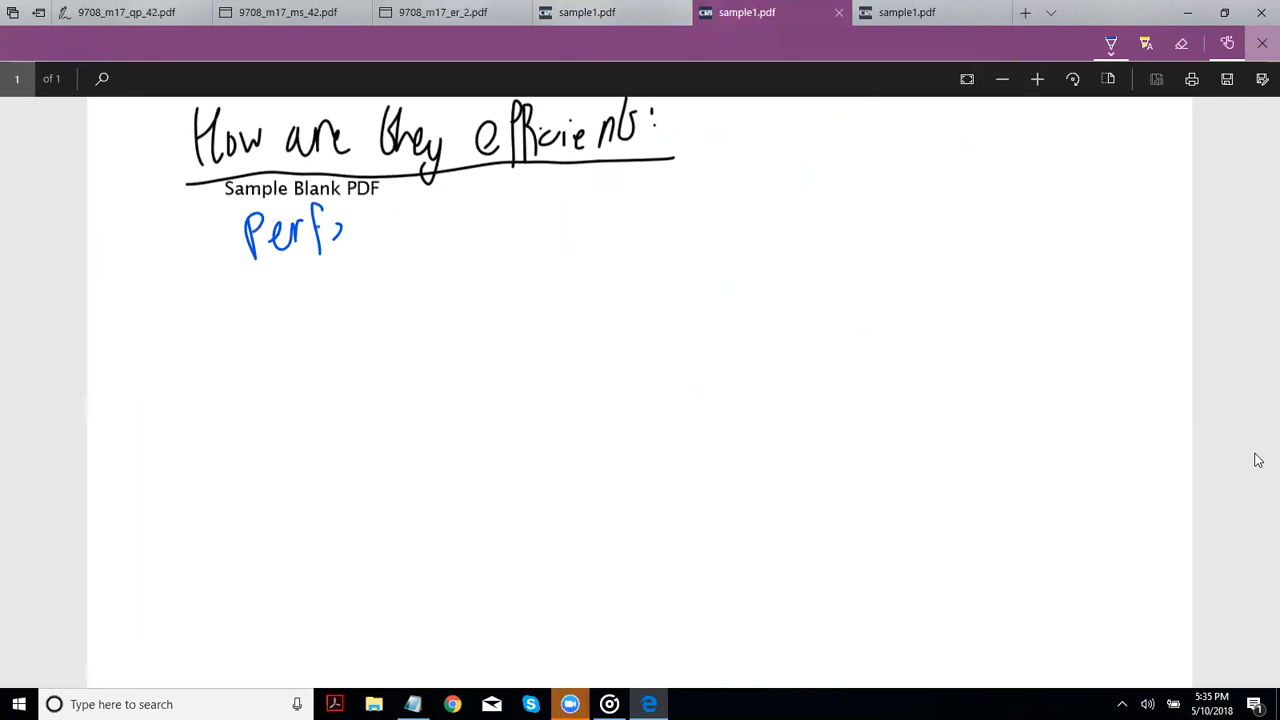 9708_m17_qp_42.pdf 9708_m17_ms_42.pdf 9708_m17_er_2.pdf sample1.pdf sample1.pdf sample1.pdf
1 of 1
How are they efficient:
Sample Blank PDF
Perf
Type here to search
5:35 PM
5/10/2018